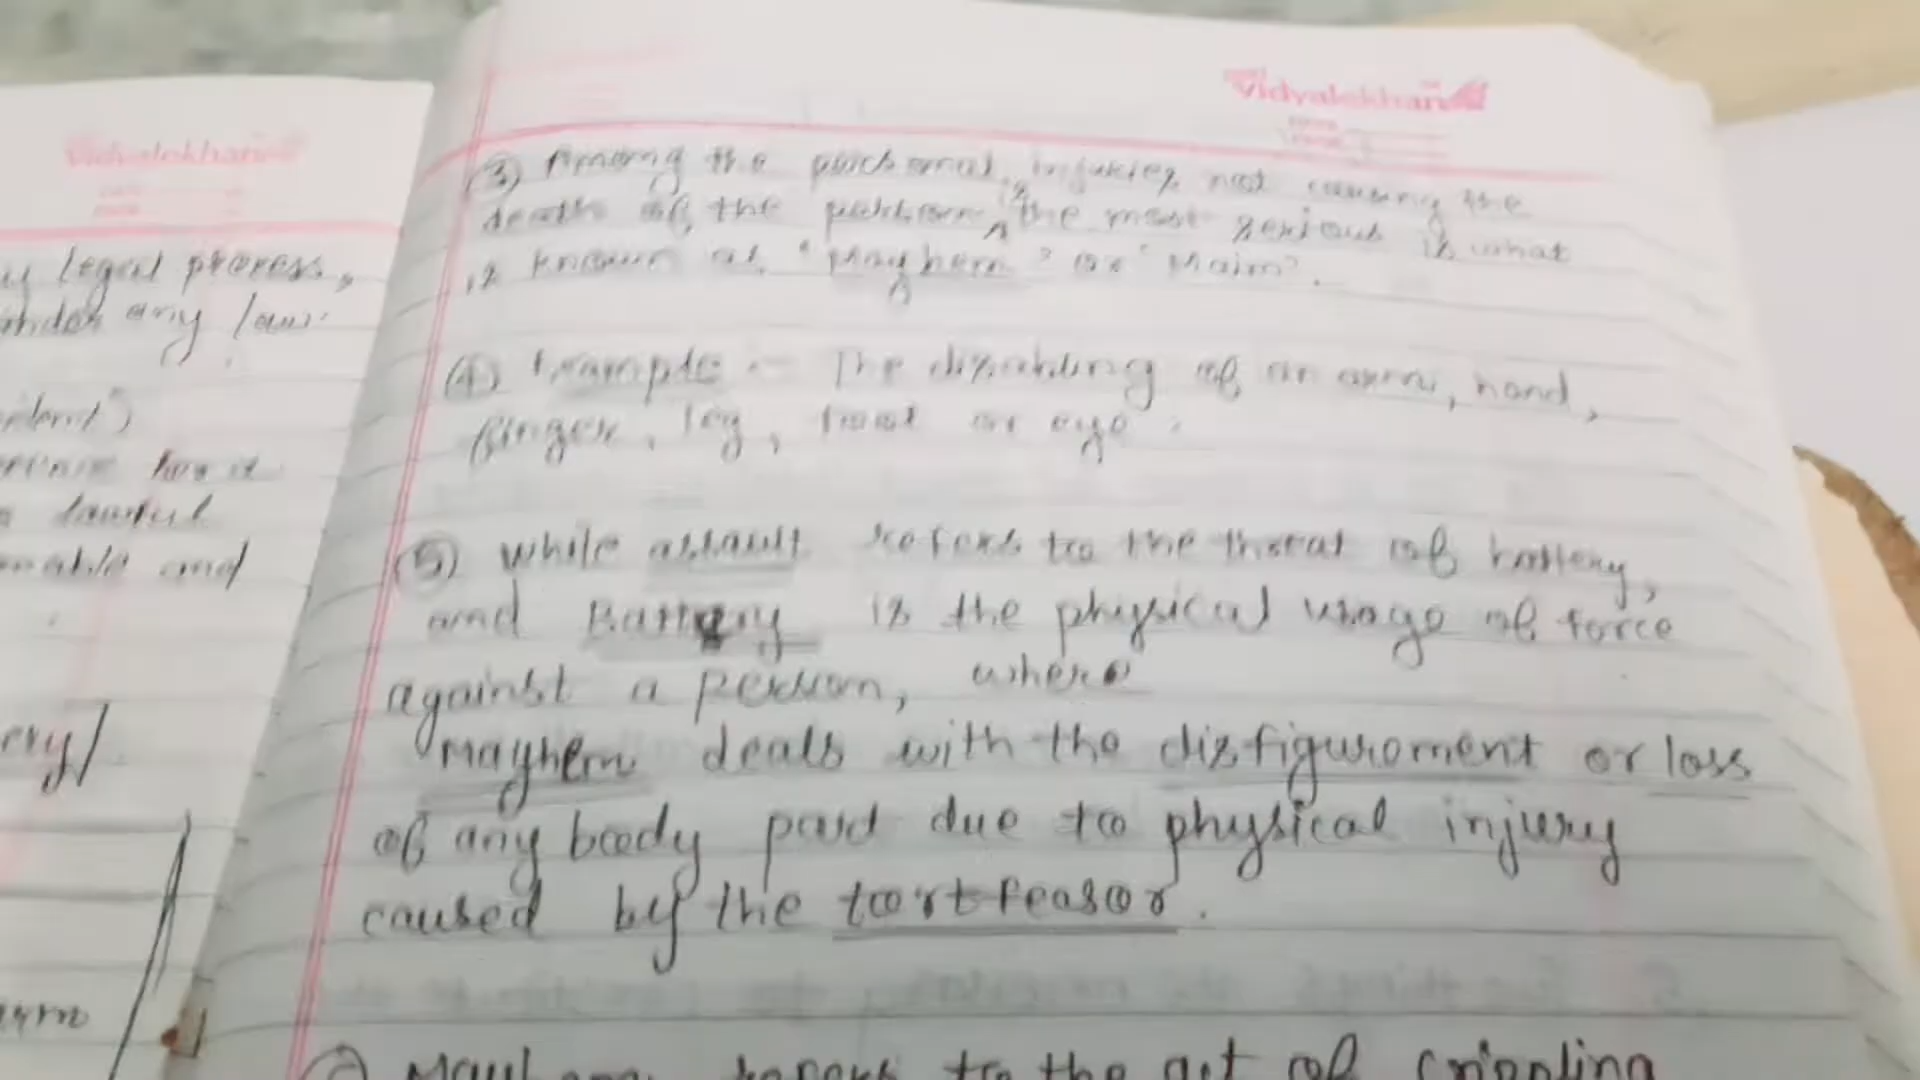 Vidyalekhan
y legal process,
under any law.
lawful
and
Vidyalekhan
(3) Among the personal injuries not causing the
death of the person, is the most serious is what
is known as 'Mayhem' or 'Maim'.
(4) Example :- The disabling of an arm, hand,
finger, leg, foot or eye.
(5) While assault refers to the threat of battery,
and Battery is the physical usage of force
against a person, where
Mayhem deals with the disfigurement or loss
of any body part due to physical injury
caused by the tortfeasor.
refers to the act of crippling